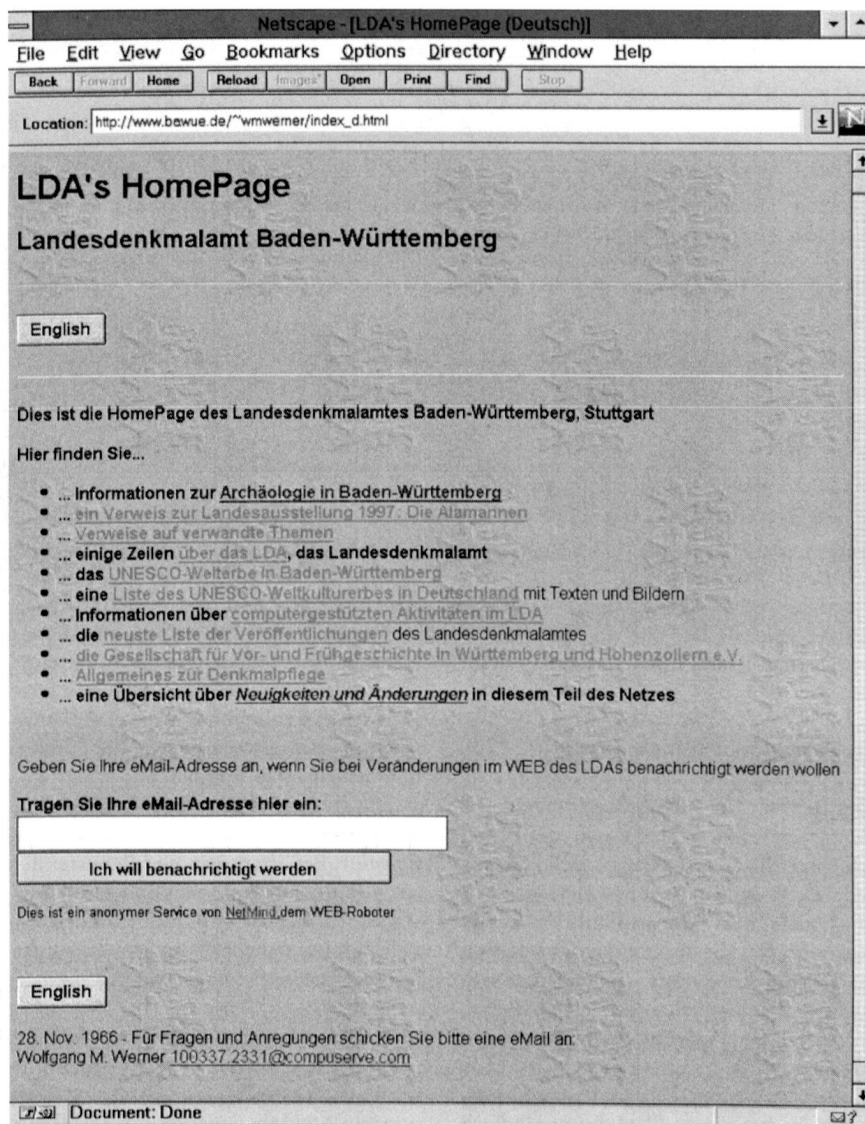 Netscape - [LDA's HomePage (Deutsch)]
File Edit View Go Bookmarks Options Directory Window Help
Back Forward Home Reload Images Open Print Find Stop
Location: http://www.bawue.de/~wmwerner/index_d.html
N
LDA's HomePage
Landesdenkmalamt Baden-Württemberg
English
Dies ist die HomePage des Landesdenkmalamtes Baden-Württemberg, Stuttgart
Hier finden Sie...
• ... Informationen zur Archäologie in Baden-Württemberg
• ... ein Verweis zur Landesausstellung 1997: Die Alamannen
• ... Verweise auf verwandte Themen
• ... einige Zeilen über das LDA, das Landesdenkmalamt
• ... das UNESCO-Welterbe in Baden-Württemberg
• ... eine Liste des UNESCO-Weltkulturerbes in Deutschland mit Texten und Bildern
• ... Informationen über computergestützten Aktivitäten im LDA
• ... die neuste Liste der Veröffentlichungen des Landesdenkmalamtes
• ... die Gesellschaft für Vor- und Frühgeschichte in Württemberg und Hohenzollern e.V.
• ... Allgemeines zur Denkmalpflege
• ... eine Übersicht über Neuigkeiten und Änderungen in diesem Teil des Netzes
Geben Sie Ihre eMail-Adresse an, wenn Sie bei Veränderungen im WEB des LDAs benachrichtigt werden wollen
Tragen Sie Ihre eMail-Adresse hier ein:
Ich will benachrichtigt werden
Dies ist ein anonymer Service von NetMind,dem WEB-Roboter
English
28. Nov. 1966 - Für Fragen und Anregungen schicken Sie bitte eine eMail an:
Wolfgang M. Werner 100337.2331@compuserve.com
Document: Done
?